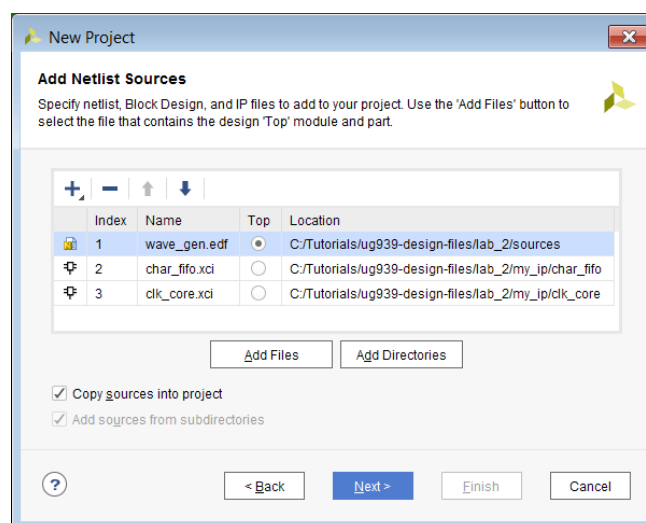 New Project
Add Netlist Sources
Specify netlist, Block Design, and IP files to add to your project. Use the 'Add Files' button to
select the file that contains the design 'Top' module and part.
Index Name Top Location
1 wave_gen.edf C:/Tutorials/ug939-design-files/lab_2/sources
2 char_fifo.xci C:/Tutorials/ug939-design-files/lab_2/my_ip/char_fifo
3 clk_core.xci C:/Tutorials/ug939-design-files/lab_2/my_ip/clk_core
Add Files Add Directories
Copy sources into project
Add sources from subdirectories
? < Back Next > Finish Cancel